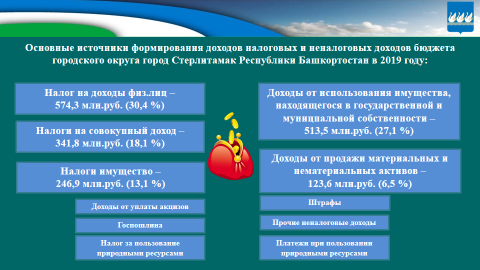 Основные источники формирования доходов налоговых и неналоговых доходов бюджета
городского округа город Стерлитамак Республики Башкортостан в 2019 году:
Налог на доходы физ.лиц –
574,3 млн.руб. (30,4 %)
Налоги на совокупный доход –
341,8 млн.руб. (18,1 %)
Налоги имущество –
246,9 млн.руб. (13,1 %)
Доходы от уплаты акцизов
Госпошлина
Налог за пользование
природными ресурсами
Доходы от использования имущества,
находящегося в государственной и
муниципальной собственности –
513,5 млн.руб. (27,1 %)
Доходы от продажи материальных и
нематериальных активов –
123,6 млн.руб. (6,5 %)
Штрафы
Прочие неналоговые доходы
Платежи при пользовании
природными ресурсами